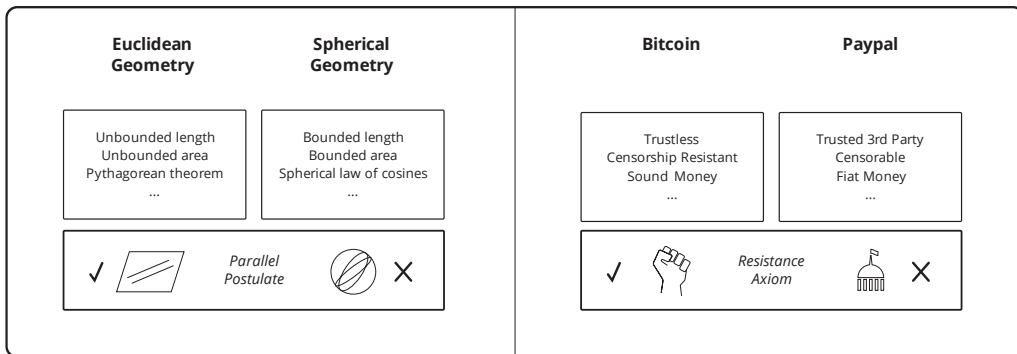 Euclidean
Geometry
Spherical
Geometry
Unbounded length
Unbounded area
Pythagorean theorem
...
Bounded length
Bounded area
Spherical law of cosines
...
Parallel
Postulate
Bitcoin
Paypal
Trustless
Censorship Resistant
Sound Money
...
Trusted 3rd Party
Censorable
Fiat Money
...
Resistance
Axiom